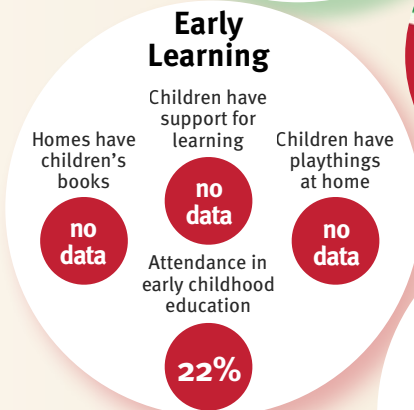 Early
Learning
Children have
support for
learning
Homes have
children's
books
Children have
playthings
at home
no
data
no
data
no
data
Attendance in
early childhood
education
22%